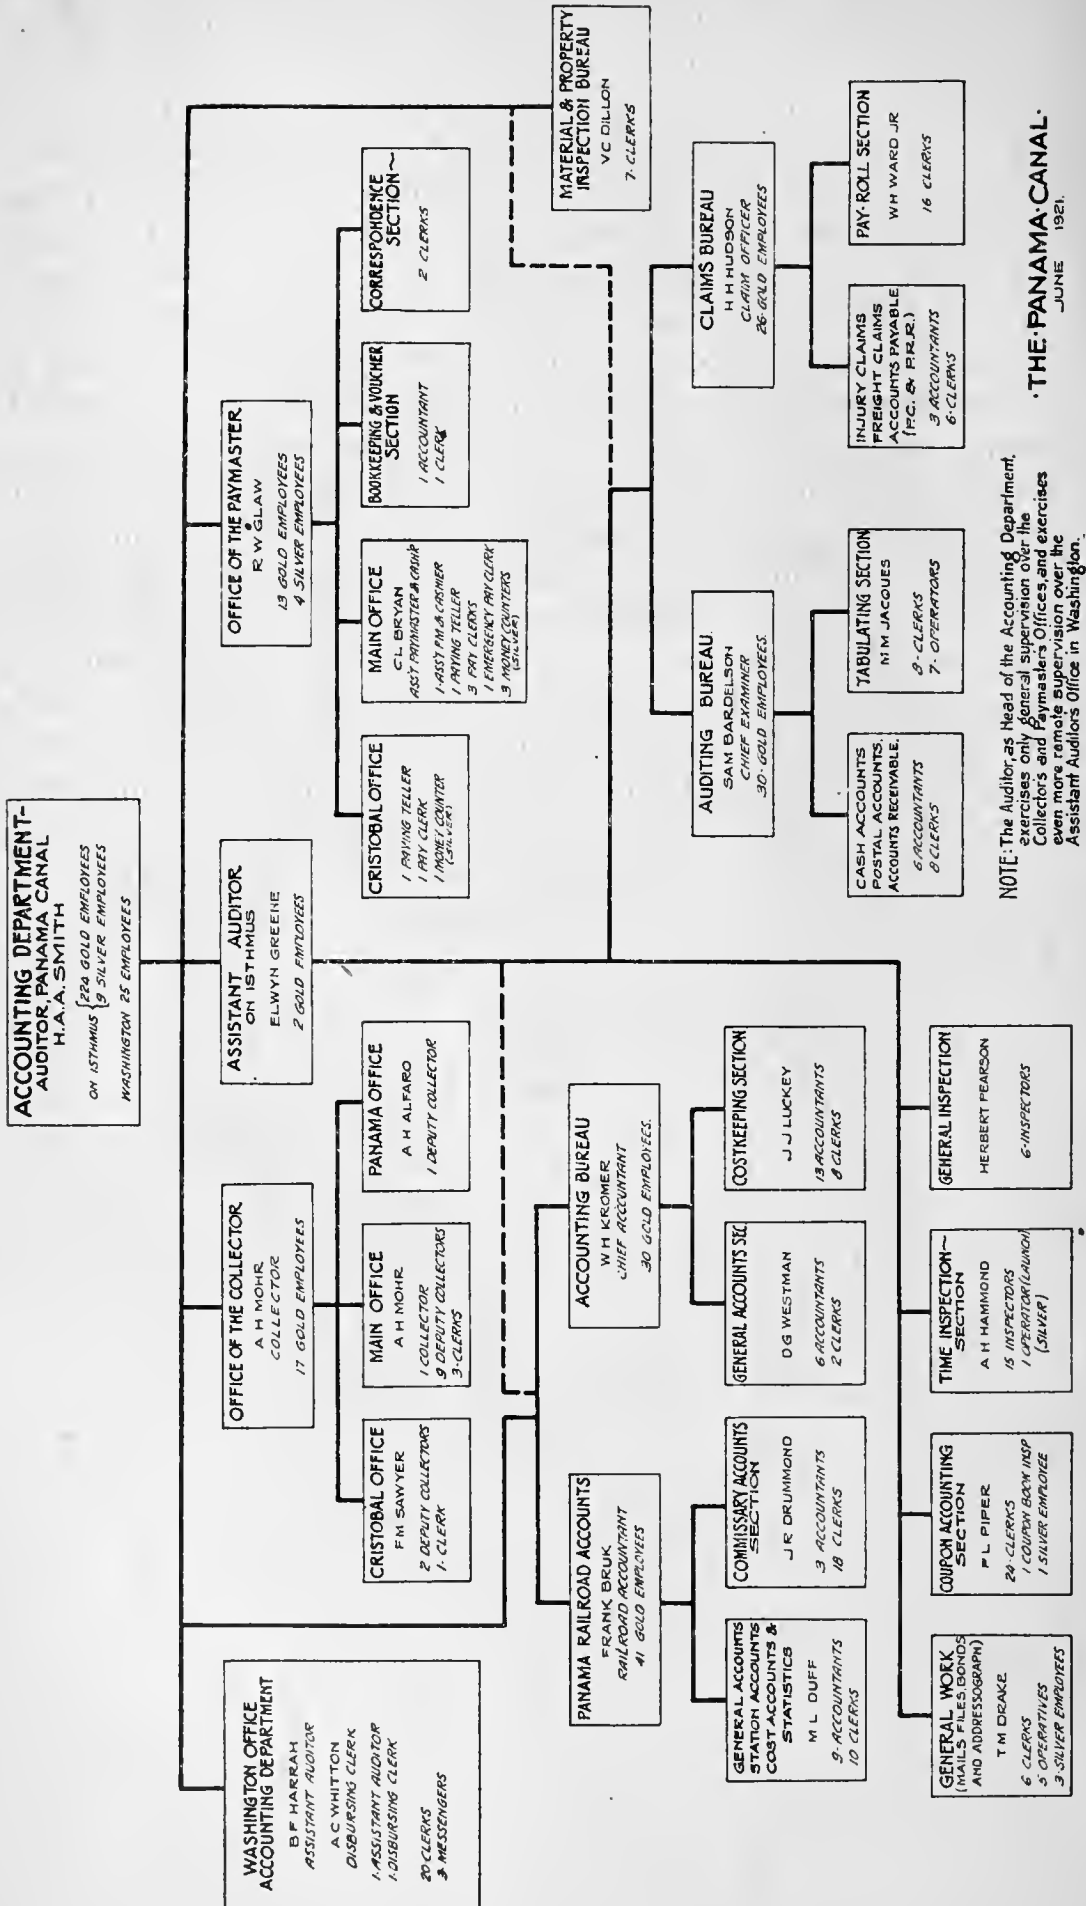 ACCOUNTING DEPARTMENT-
AUDITOR, PANAMA CANAL
H.A.A. SMITH
ON ISTHMUS {224 GOLD EMPLOYEES
{9 SILVER EMPLOYEES
WASHINGTON 25 EMPLOYEES
WASHINGTON OFFICE
ACCOUNTING DEPARTMENT
B F HARRAH
ASSISTANT AUDITOR
A C WHITTON
DISBURSING CLERK
1-ASSISTANT AUDITOR
1-DISBURSING CLERK
20 CLERKS
3 MESSENGERS
OFFICE OF THE COLLECTOR
A H MOHR
COLLECTOR
17 GOLD EMPLOYEES
CRISTOBAL OFFICE
F M SAWYER
2 DEPUTY COLLECTORS
1- CLERK
MAIN OFFICE
A H MOHR
1 COLLECTOR
9 DEPUTY COLLECTORS
3-CLERKS
PANAMA OFFICE
A H ALFARO
1 DEPUTY COLLECTOR
ASSISTANT AUDITOR
ON ISTHMUS
ELWYN GREENE
2 GOLD EMPLOYEES
OFFICE OF THE PAYMASTER
R W GLAW
13 GOLD EMPLOYEES
4 SILVER EMPLOYEES
CRISTOBAL OFFICE
1 PAYING TELLER
1 PAY CLERK
1 MONEY COUNTER
(SILVER)
MAIN OFFICE
C L BRYAN
ASS'T PAYMASTER & CASH'R
1-ASS'T P.M & CASHIER
1 PAYING TELLER
3 PAY CLERKS
1 EMERGENCY PAY CLERK
3 MONEY COUNTERS
(SILVER)
BOOKKEEPING & VOUCHER
SECTION
1 ACCOUNTANT
1 CLERK
CORRESPONDENCE
SECTION~
2 CLERKS
MATERIAL & PROPERTY
INSPECTION BUREAU
V C DILLON
7- CLERKS
PANAMA RAILROAD ACCOUNTS
FRANK BRUK
RAILROAD ACCOUNTANT
41 GOLD EMPLOYEES
GENERAL ACCOUNTS
STATION ACCOUNTS
COST ACCOUNTS &
STATISTICS
M L DUFF
9-ACCOUNTANTS
10 CLERKS
COMMISSARY ACCOUNTS
SECTION
J R DRUMMOND
3 ACCOUNTANTS
18 CLERKS
ACCOUNTING BUREAU
W H KROMER
CHIEF ACCOUNTANT
30 GOLD EMPLOYEES.
GENERAL ACCOUNTS SEC
D G WESTMAN
6 ACCOUNTANTS
2 CLERKS
COSTKEEPING SECTION
J J LUCKEY
13 ACCOUNTANTS
8 CLERKS
AUDITING BUREAU.
SAM BARDELSON
CHIEF EXAMINER
30- GOLD EMPLOYEES.
CASH ACCOUNTS
POSTAL ACCOUNTS.
ACCOUNTS RECEIVABLE.
6 ACCOUNTANTS
8 CLERKS
TABULATING SECTION
M M JACQUES
8-CLERKS
7- OPERATORS
CLAIMS BUREAU
H H HUDSON
CLAIM OFFICER
26-GOLD EMPLOYEES
INJURY CLAIMS
FREIGHT CLAIMS
ACCOUNTS PAYABLE
(P.C. & P.R.R.)
3 ACCOUNTANTS
6-CLERKS
PAY-ROLL SECTION
W H WARD JR
16 CLERKS
GENERAL WORK
(MAILS FILES, BONDS
AND ADDRESSOGRAPH)
T M DRAKE
6 CLERKS
5 OPERATIVES
3-SILVER EMPLOYEES
COUPON ACCOUNTING
SECTION
P L PIPER
24-CLERKS
1 COUPON BOOK INSP
1 SILVER EMPLOYEE
TIME INSPECTION~
SECTION
A H HAMMOND
15 INSPECTORS
1 OPERATOR(LAUNCH)
(SILVER)
GENERAL INSPECTION
HERBERT PEARSON
6-INSPECTORS
NOTE: The Auditor, as Head of the Accounting Department,
exercises only general supervision over the
Collectors and Paymasters Offices, and exercises
even more remote supervision over the
Assistant Auditors Office in Washington.
·THE·PANAMA·CANAL·
JUNE 1921.